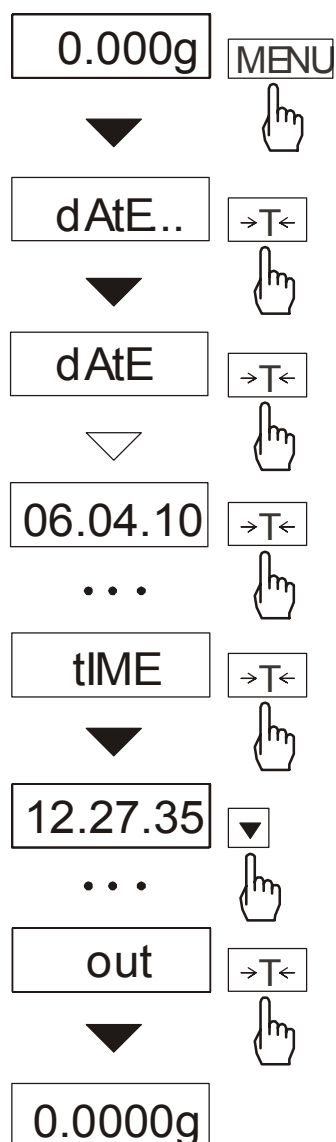 0.000g MENU
dAtE.. →T←
dAtE →T←
06.04.10 →T←
...
tIME →T←
12.27.35
...
out →T←
0.0000g